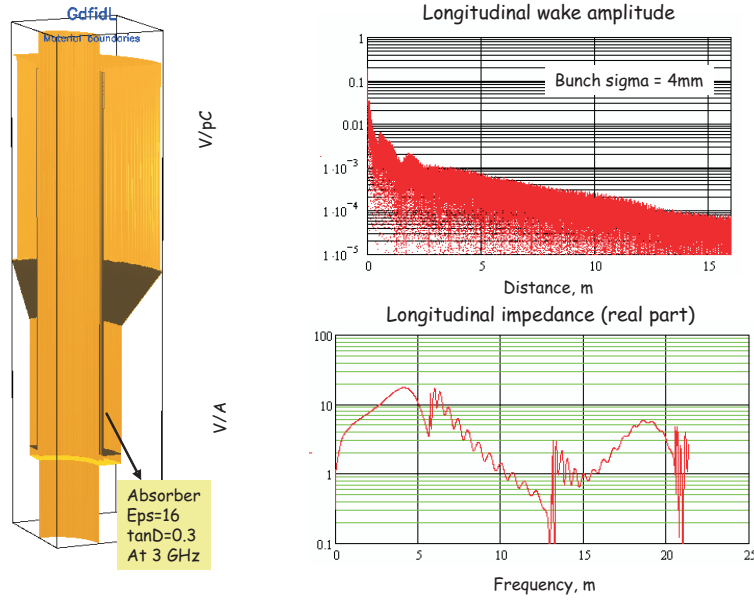 GdfidL
Material boundaries
Absorber
Eps=16
tanD=0.3
At 3 GHz
Longitudinal wake amplitude
V/pC
1
0.1
0.01
1·10⁻³
1·10⁻⁴
1·10⁻⁵
Bunch sigma = 4mm
0 5 10 15
Distance, m
Longitudinal impedance (real part)
V/A
100
10
1
0.1
0 5 10 15 20 25
Frequency, m